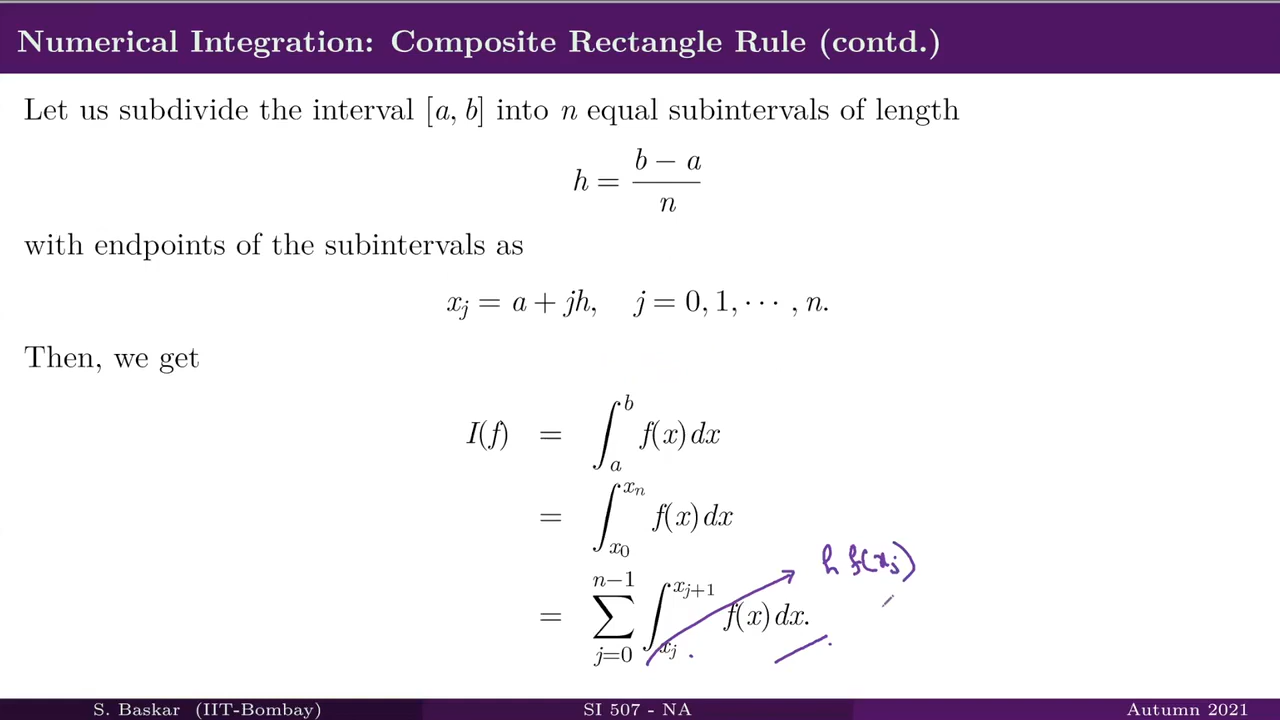 Numerical Integration: Composite Rectangle Rule (contd.)
Let us subdivide the interval [a, b] into n equal subintervals of length
h = \frac{b − a}{n}
with endpoints of the subintervals as
x_j = a + jh, j = 0, 1, ⋯ , n.
Then, we get
I(f) = ∫_a^b f(x) dx
= ∫_{x_0}^{x_n} f(x) dx
h f(x_j)
= ∑_{j=0}^{n−1} ∫_{x_j}^{x_{j+1}} f(x) dx.
S. Baskar (IIT-Bombay) SI 507 - NA Autumn 2021